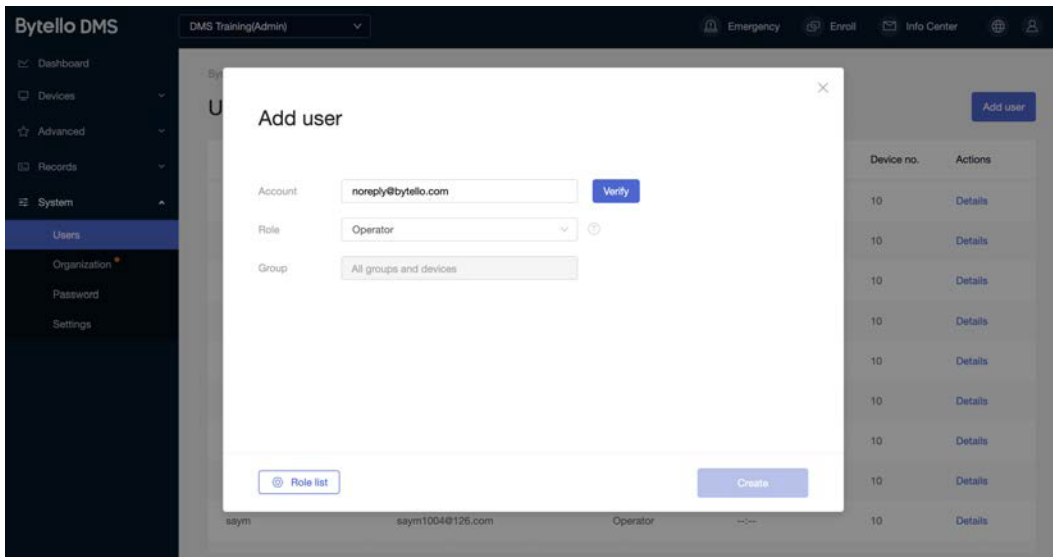 Bytello DMS
DMS Training(Admin)
Emergency
Enroll
Info Center
Dashboard
Devices
Advanced
Records
System
Users
Organization
Password
Settings
Add user
Device no. Actions
Add user
Account noreply@bytello.com Verify
Role Operator
Group All groups and devices
10 Details
10 Details
10 Details
10 Details
10 Details
10 Details
10 Details
10 Details
Role list
Create
saym saym1004@126.com Operator --:-- 10 Details